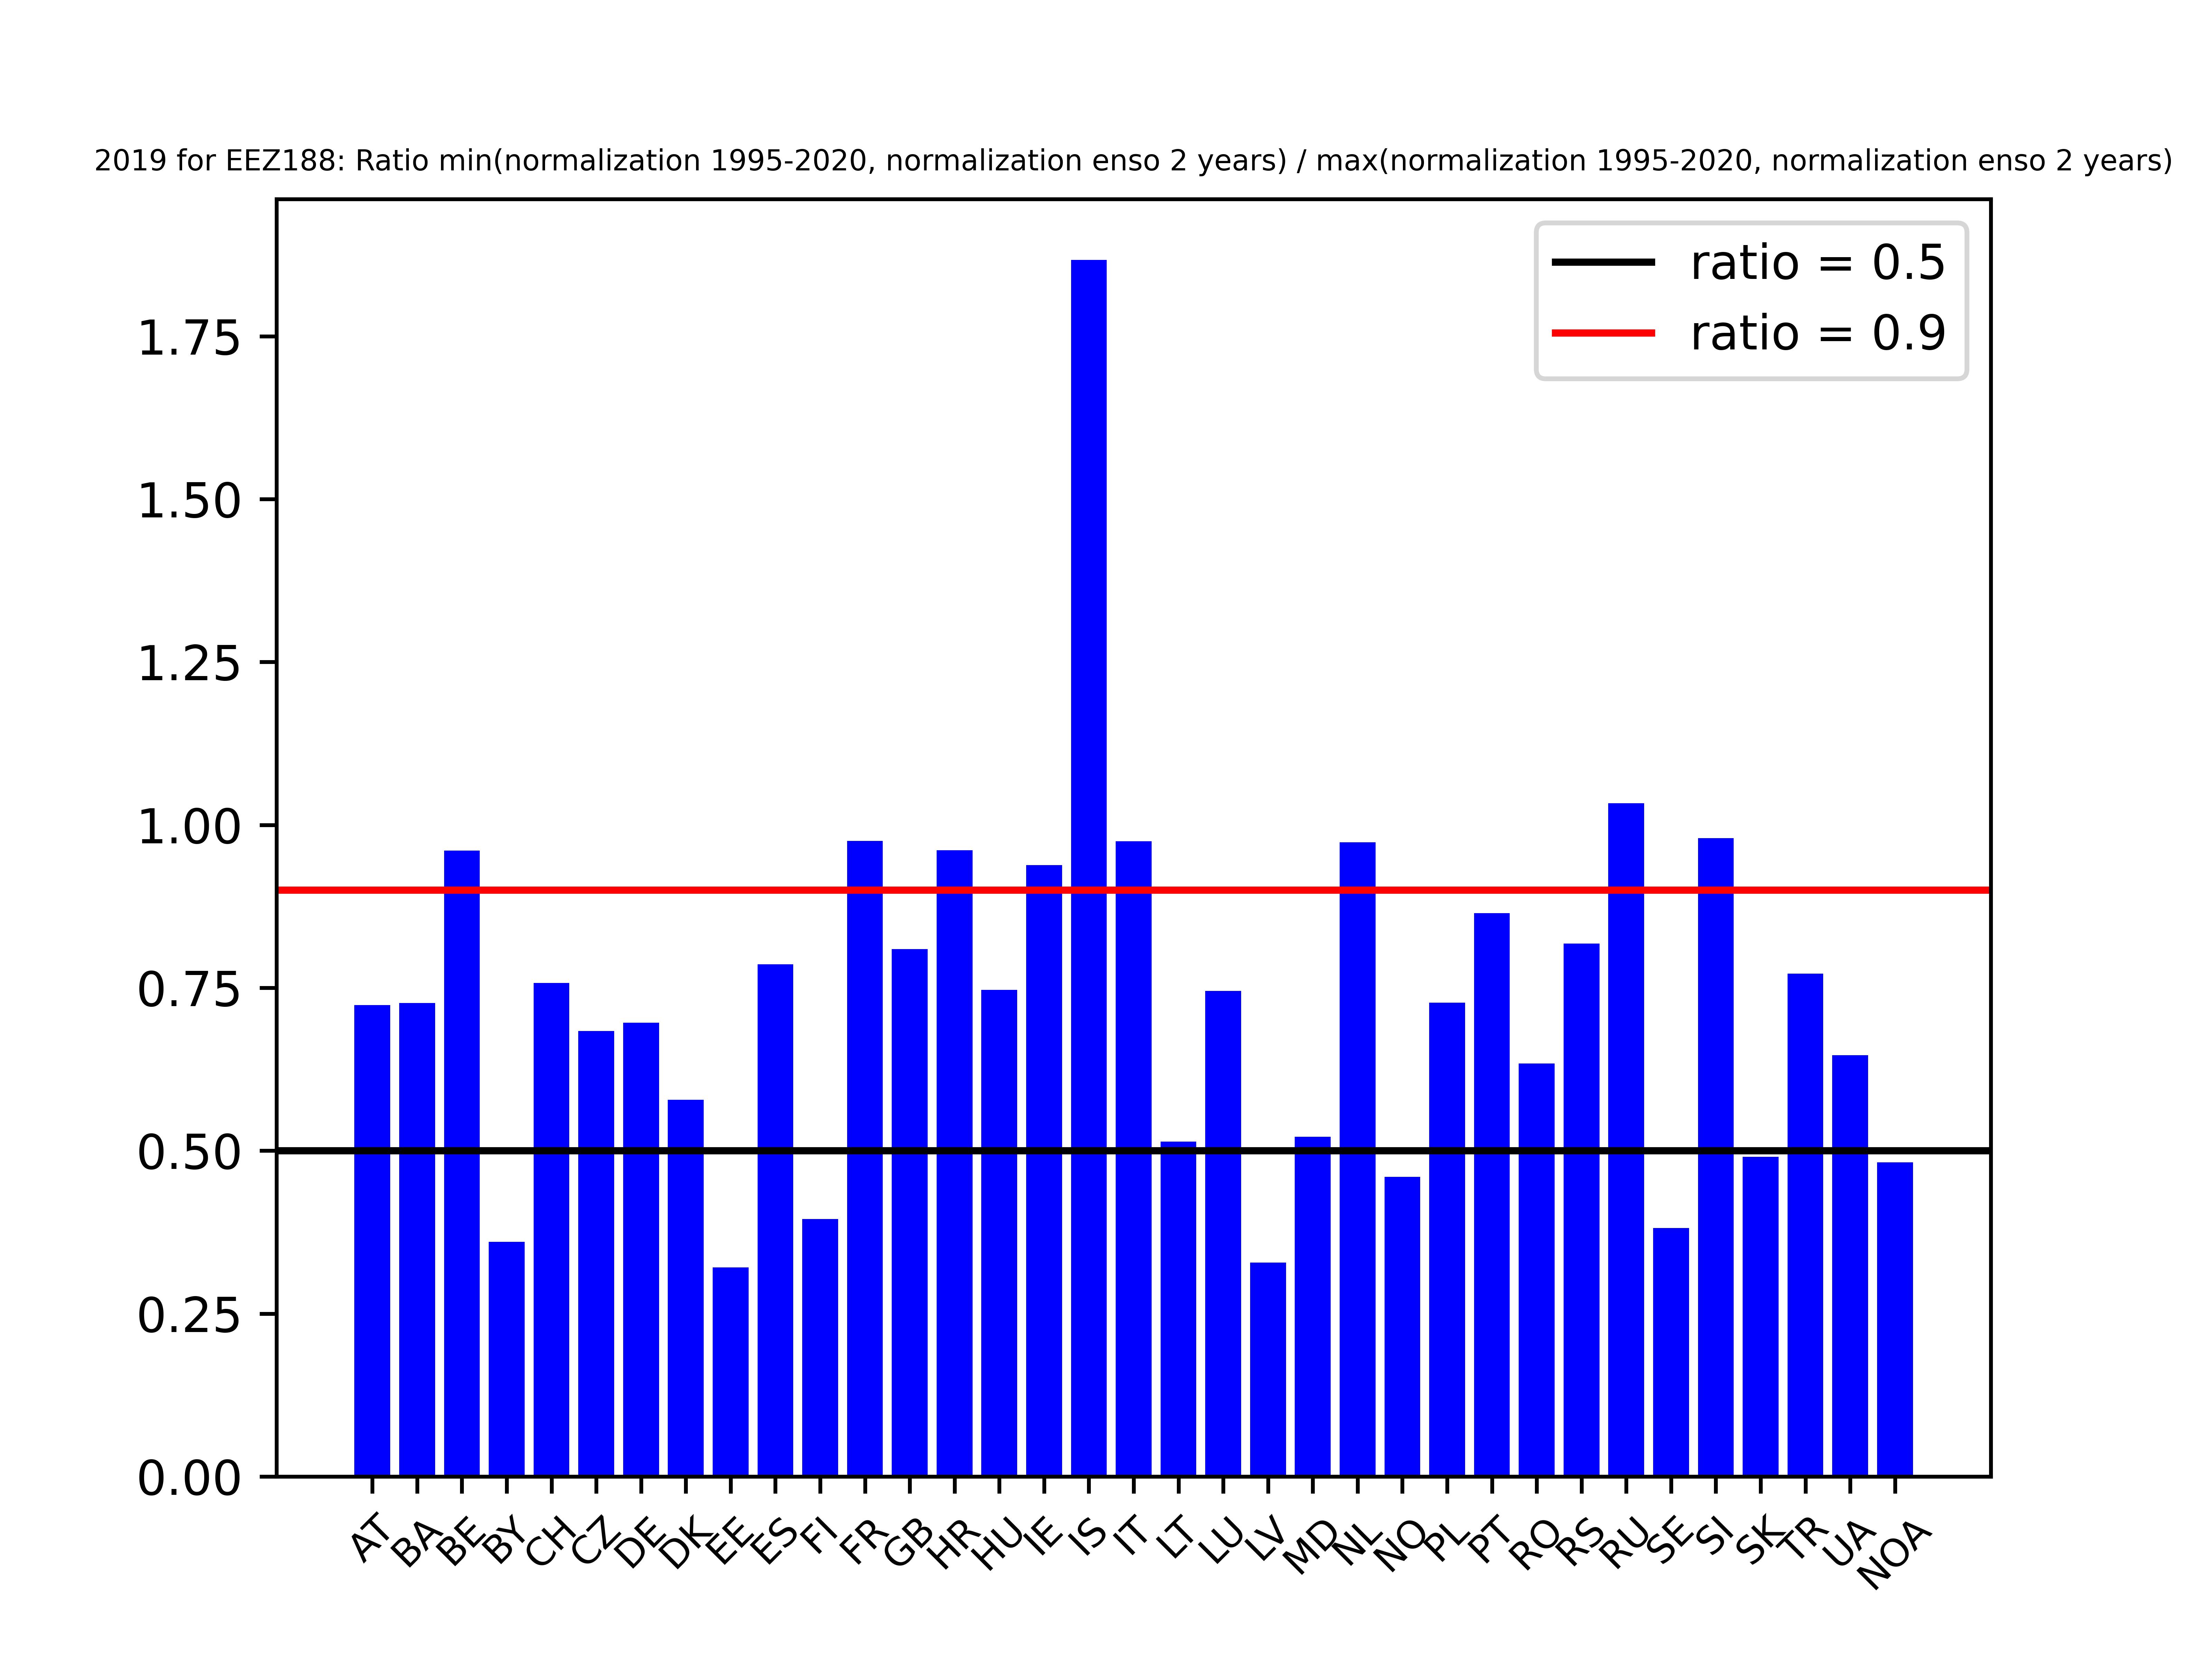 2019 for EEZ188: Ratio min(normalization 1995-2020, normalization enso 2 years) / max(normalization 1995-2020, normalization enso 2 years)
ratio = 0.5
ratio = 0.9
1.75
1.50
1.25
1.00
0.75
0.50
0.25
0.00
AT BA BE BY CH CZ DE DK EE ES FI FR GB HR HU IE IS IT LT LU LV MD NL NO PL PT RO RS RU SE SI SK TR UA NOA